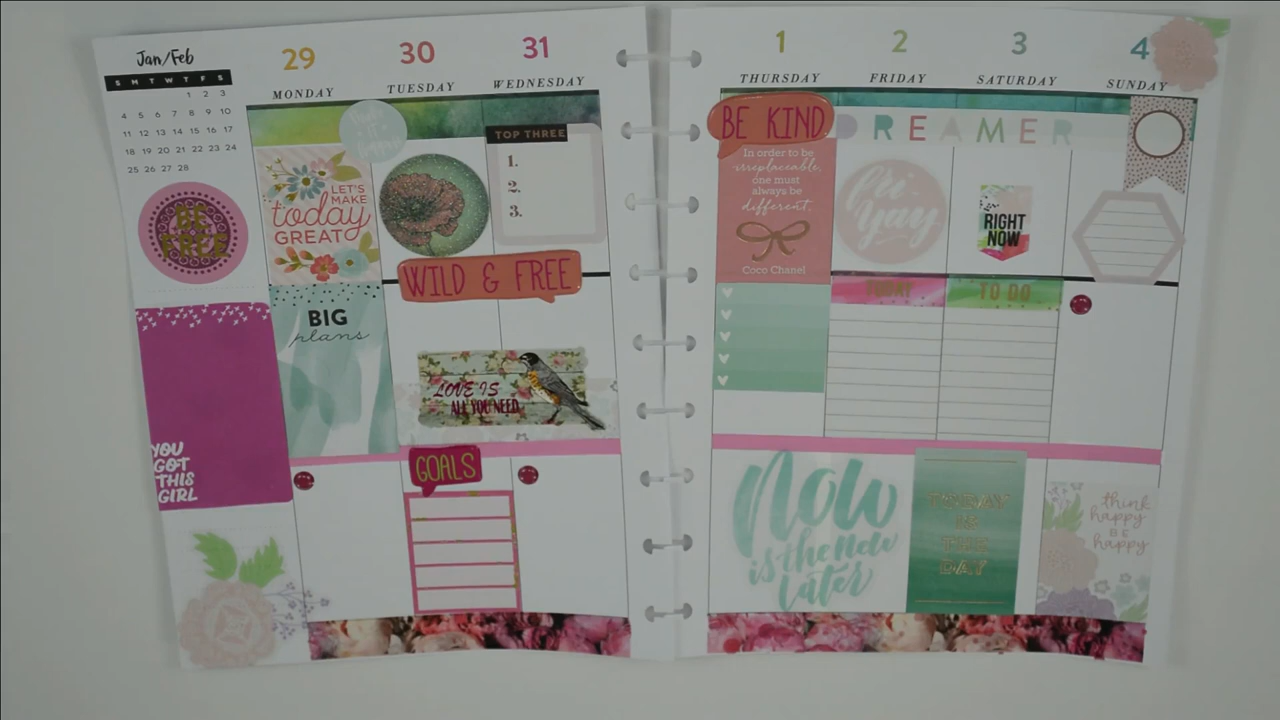 Jan/Feb
S M T W T F S
1 2 3
4 5 6 7 8 9 10
11 12 13 14 15 16 17
18 19 20 21 22 23 24
25 26 27 28
BE
FREE
YOU
GOT
THIS
GIRL
29
MONDAY
30
TUESDAY
31
WEDNESDAY
LET'S
MAKE
today
GREAT
TOP THREE
1.
2.
3.
WILD & FREE
BIG
plans
LOVE IS
ALL YOU NEED
GOALS
1
THURSDAY
2
FRIDAY
3
SATURDAY
4
SUNDAY
BE KIND
DREAMER
In order to be
irreplaceable,
one must
always be
different.
Coco Chanel
fri-
yay
RIGHT
NOW
TODAY
TO DO
Now
is the new
later
TODAY
IS
THE
DAY
think
happy
BE
happy